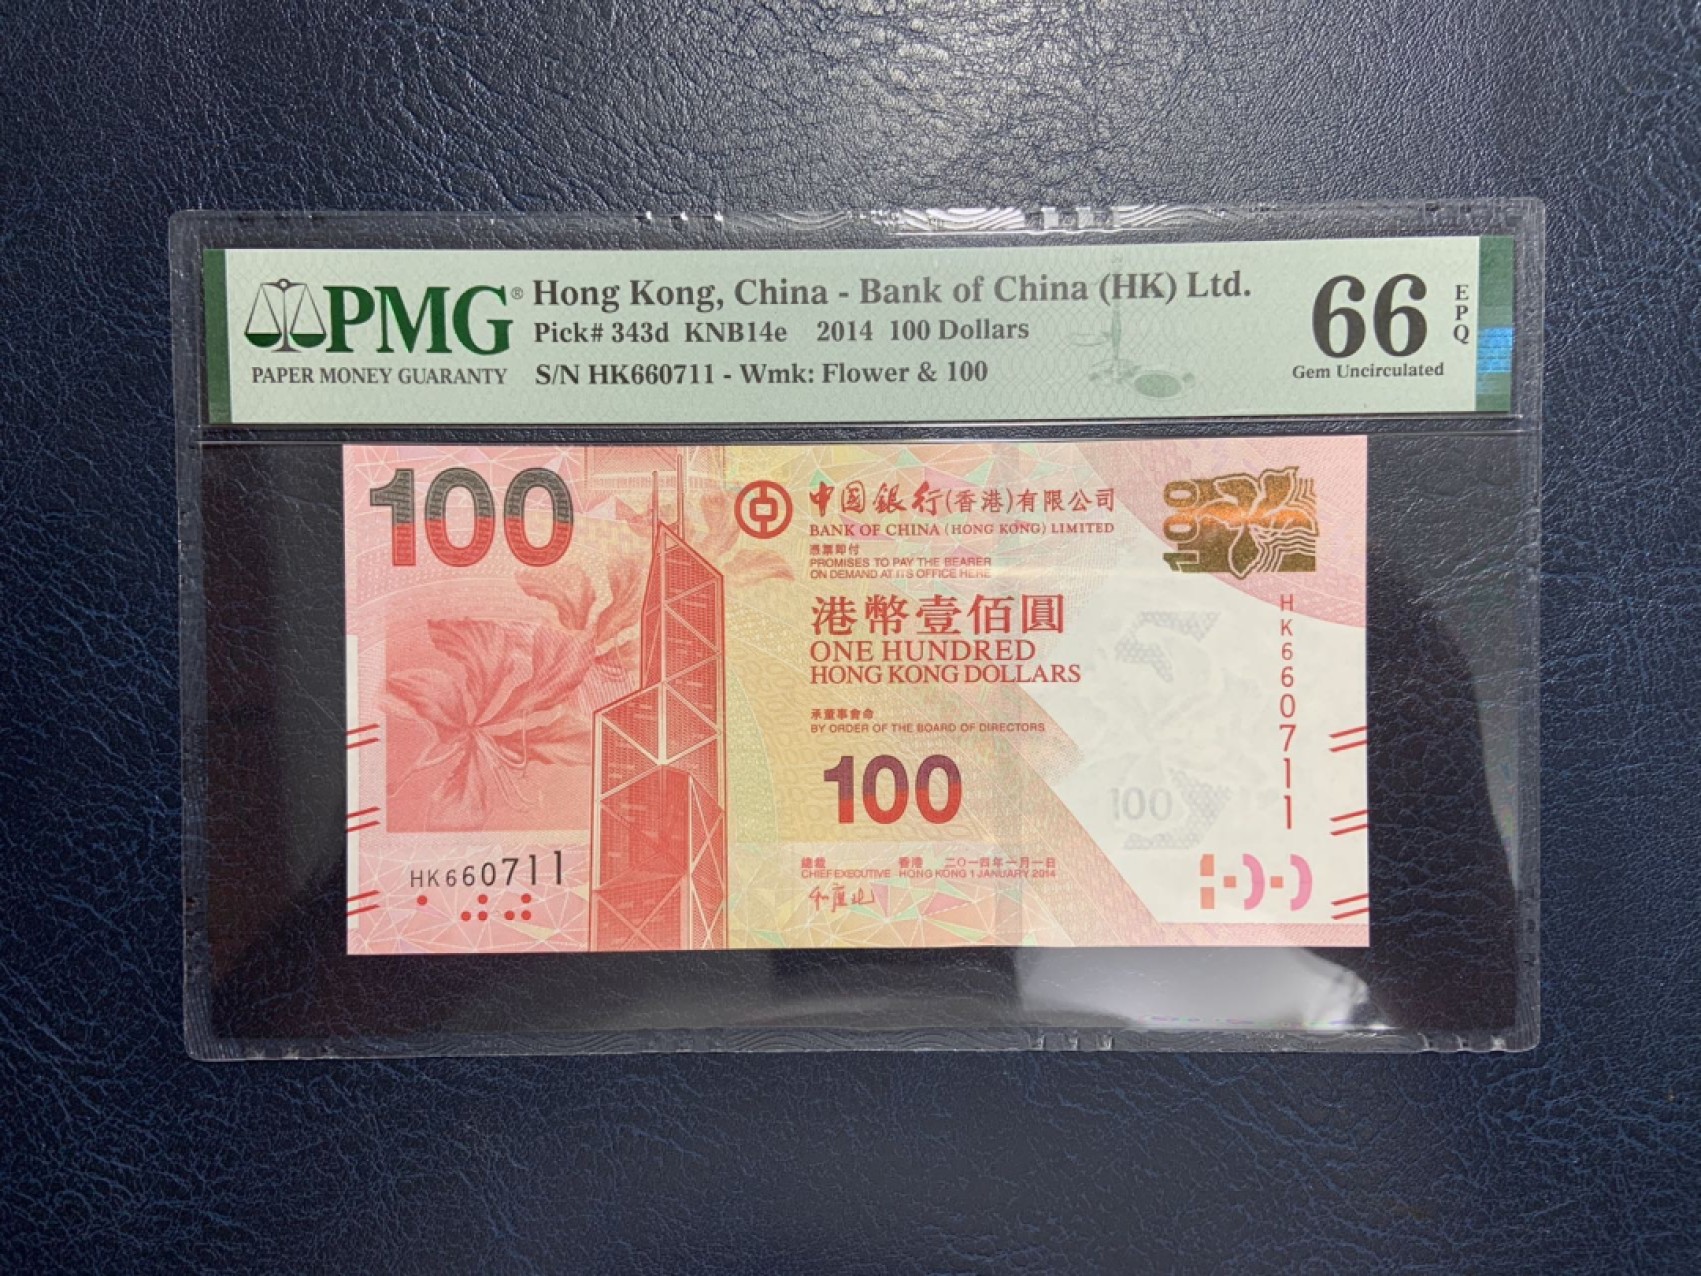 PMG®
PAPER MONEY GUARANTY
Hong Kong, China - Bank of China (HK) Ltd.
Pick# 343d KNB14e 2014 100 Dollars
S/N HK660711 - Wmk: Flower & 100
66
EPQ
Gem Uncirculated
100
中国銀行(香港)有限公司
BANK OF CHINA (HONG KONG) LIMITED
憑票即付
PROMISES TO PAY THE BEARER
ON DEMAND AT ITS OFFICE HERE
100
港幣壹佰圓
ONE HUNDRED
HONG KONG DOLLARS
HK660711
承董事會命
BY ORDER OF THE BOARD OF DIRECTORS
100
100
總裁
CHIEF EXECUTIVE
香港 二〇一四年一月一日
HONG KONG 1 JANUARY 2014
HK660711